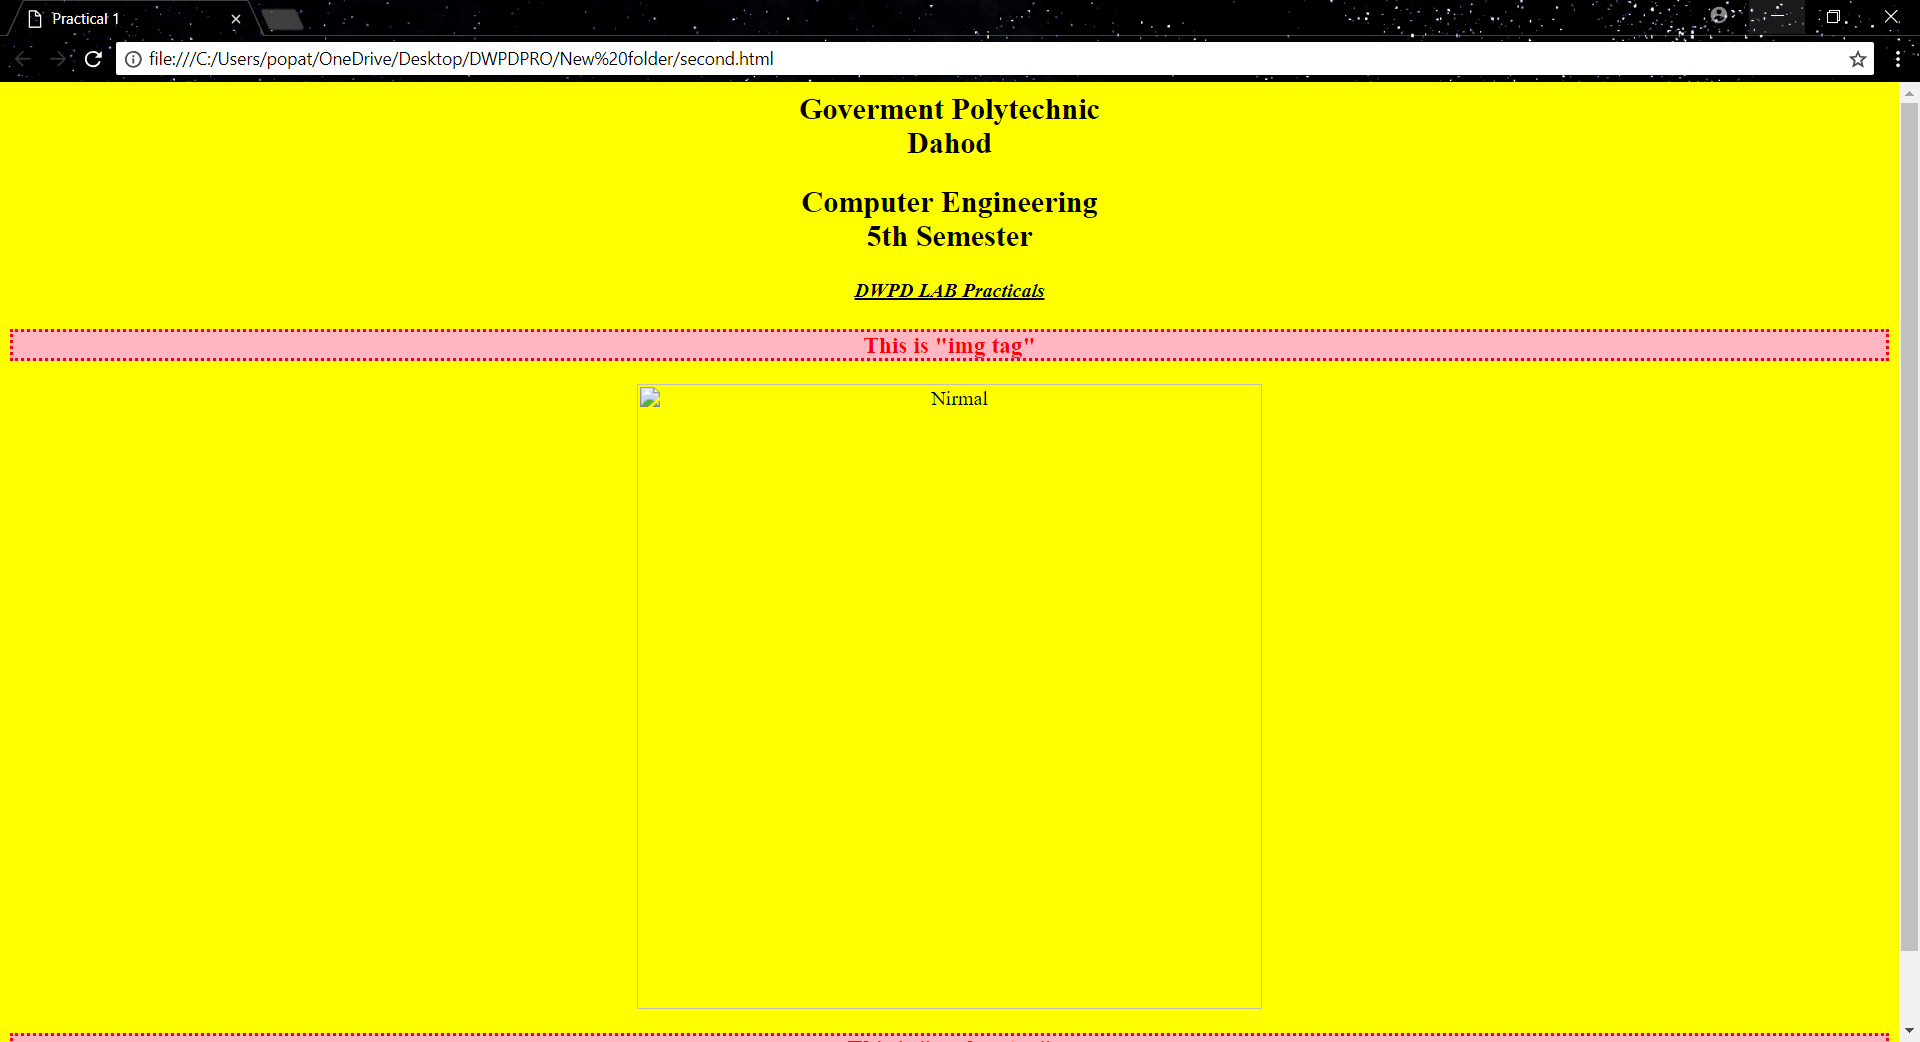 Practical 1
file:///C:/Users/popat/OneDrive/Desktop/DWPDPRO/New%20folder/second.html
Goverment Polytechnic
Dahod
Computer Engineering
5th Semester
DWPD LAB Practicals
This is "img tag"
Nirmal